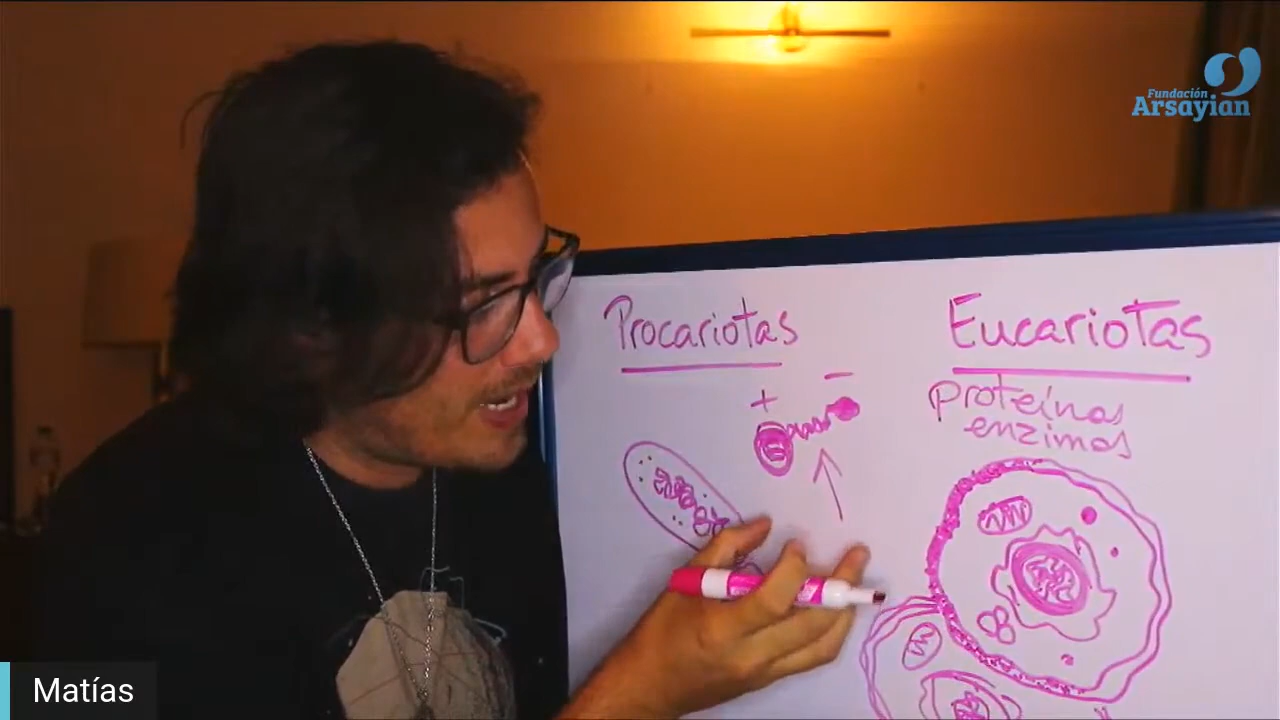 Fundación
Arsayian
Procariotas
Eucariotas
+
-
proteínas
enzimas
Matías